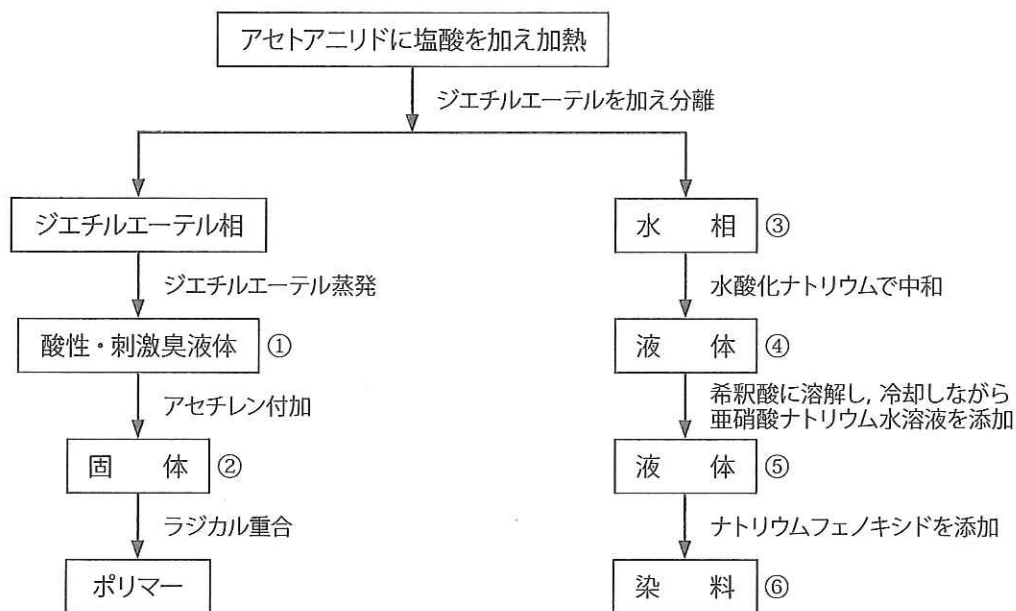 アセトアニリドに塩酸を加え加熱
ジエチルエーテルを加え分離
ジエチルエーテル相
水 相 ③
ジエチルエーテル蒸発
水酸化ナトリウムで中和
酸性・刺激臭液体 ①
液 体 ④
アセチレン付加
希釈酸に溶解し, 冷却しながら
亜硝酸ナトリウム水溶液を添加
固 体 ②
液 体 ⑤
ラジカル重合
ナトリウムフェノキシドを添加
ポリマー
染 料 ⑥